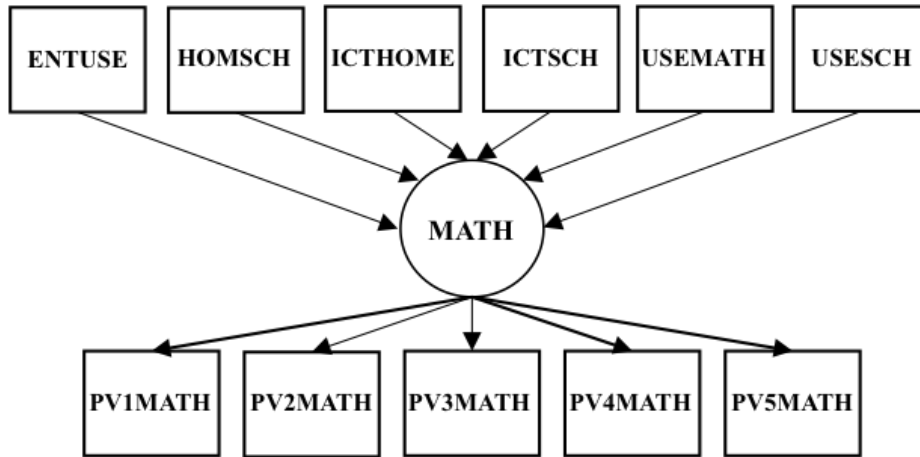 ENTUSE
HOMSCH
ICTHOME
ICTSCH
USEMATH
USESCH
MATH
PV1MATH
PV2MATH
PV3MATH
PV4MATH
PV5MATH